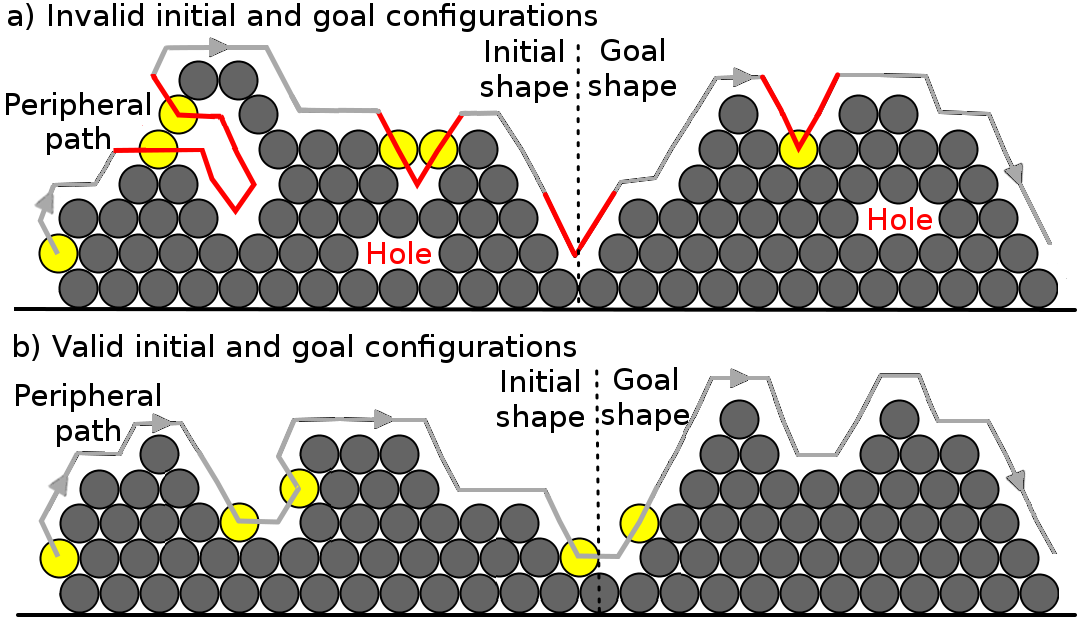 a) Invalid initial and goal configurations
Initial
shape
Goal
shape
Peripheral
path
Hole
Hole
b) Valid initial and goal configurations
Peripheral
path
Initial
shape
Goal
shape